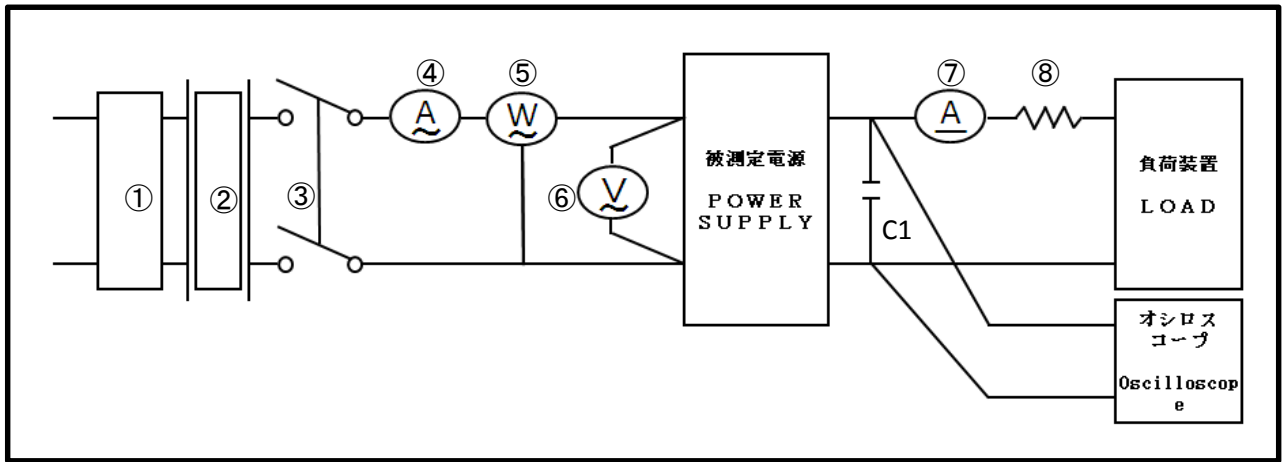 ④
⑤
⑦
⑧
A
~
W
~
A
被測定電源
POWER
SUPPLY
負荷装置
LOAD
①
②
③
⑥
V
~
C1
オシロス
コープ
Oscilloscop
e